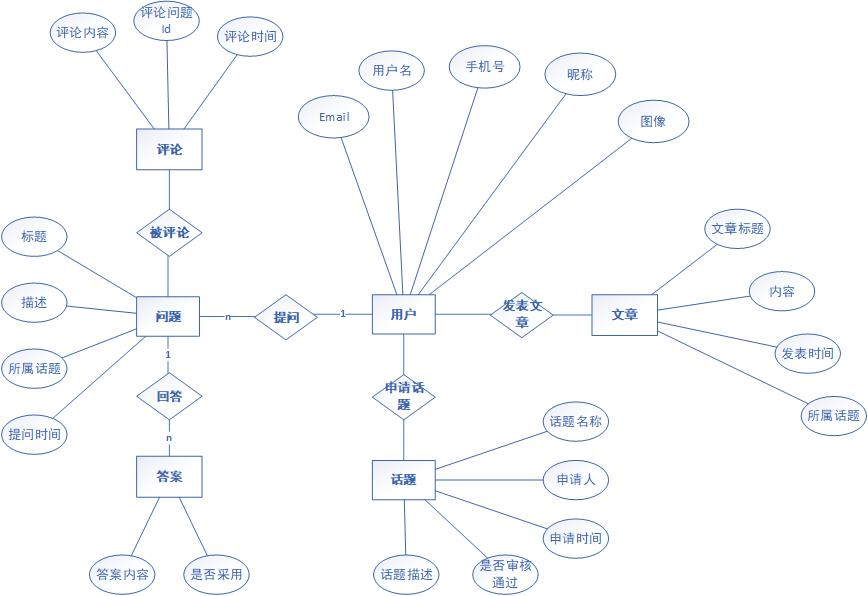 评论内容
评论问题
Id
评论时间
Email
用户名
手机号
昵称
图像
评论
被评论
标题
描述
所属话题
提问时间
问题
n
提问
1
用户
发表文
章
文章
文章标题
内容
发表时间
所属话题
1
回答
n
答案
答案内容
是否采用
申请话
题
话题
话题名称
申请人
申请时间
话题描述
是否审核
通过